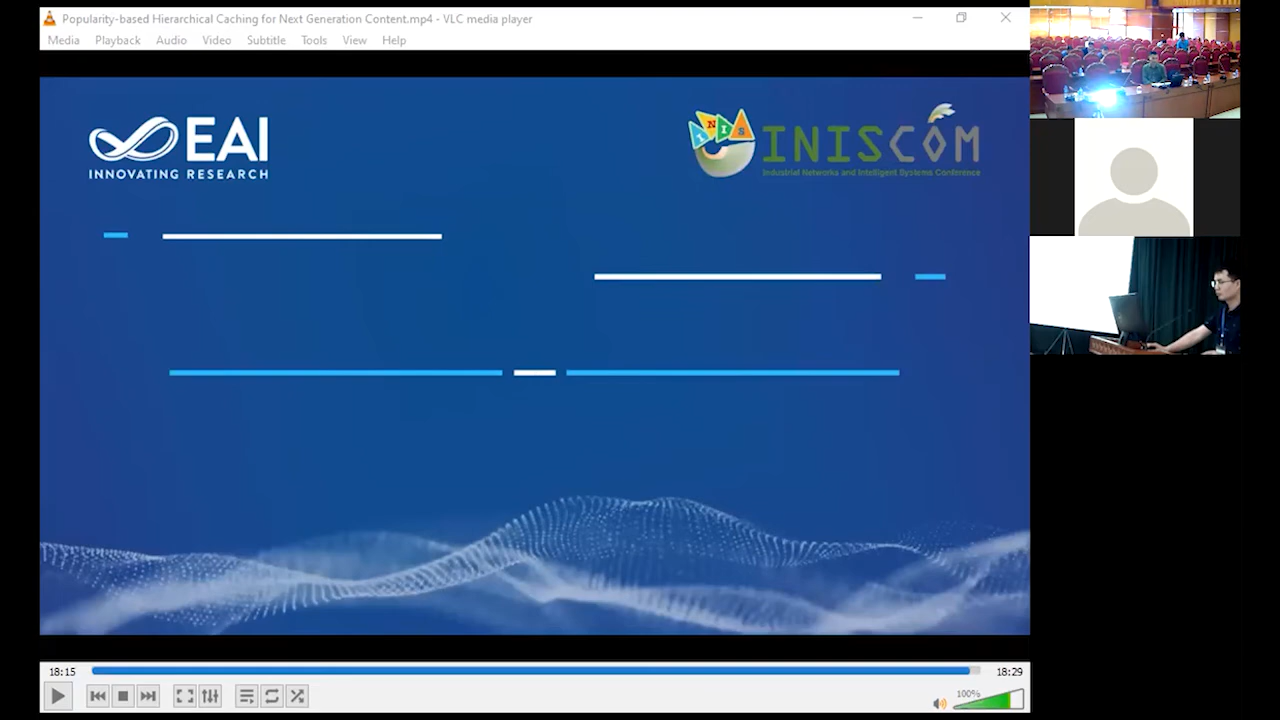 Popularity-based Hierarchical Caching for Next Generation Content.mp4 - VLC media player
Media Playback Audio Video Subtitle Tools View Help
EAI
INNOVATING RESEARCH
INIS
INISCOM
Industrial Networks and Intelligent Systems Conference
18:15
18:29
100%